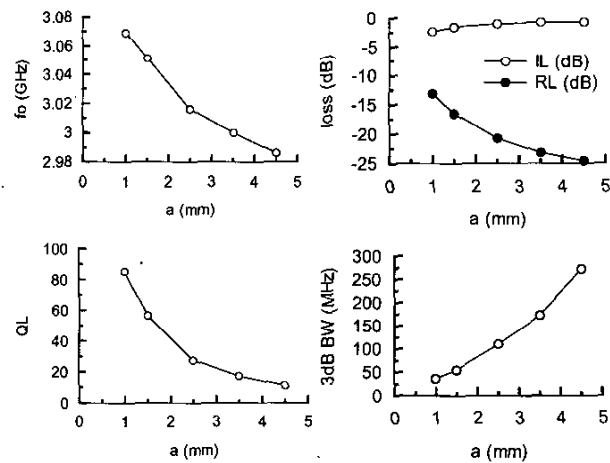 fo (GHz)
3.08
3.06
3.04
3.02
3
2.98
0 1 2 3 4 5
a (mm)
loss (dB)
0
-5
-10
-15
-20
-25
IL (dB)
RL (dB)
0 1 2 3 4 5
a (mm)
QL
100
80
60
40
20
0
0 1 2 3 4 5
a (mm)
3dB BW (MHz)
300
250
200
150
100
50
0
0 1 2 3 4 5
a (mm)